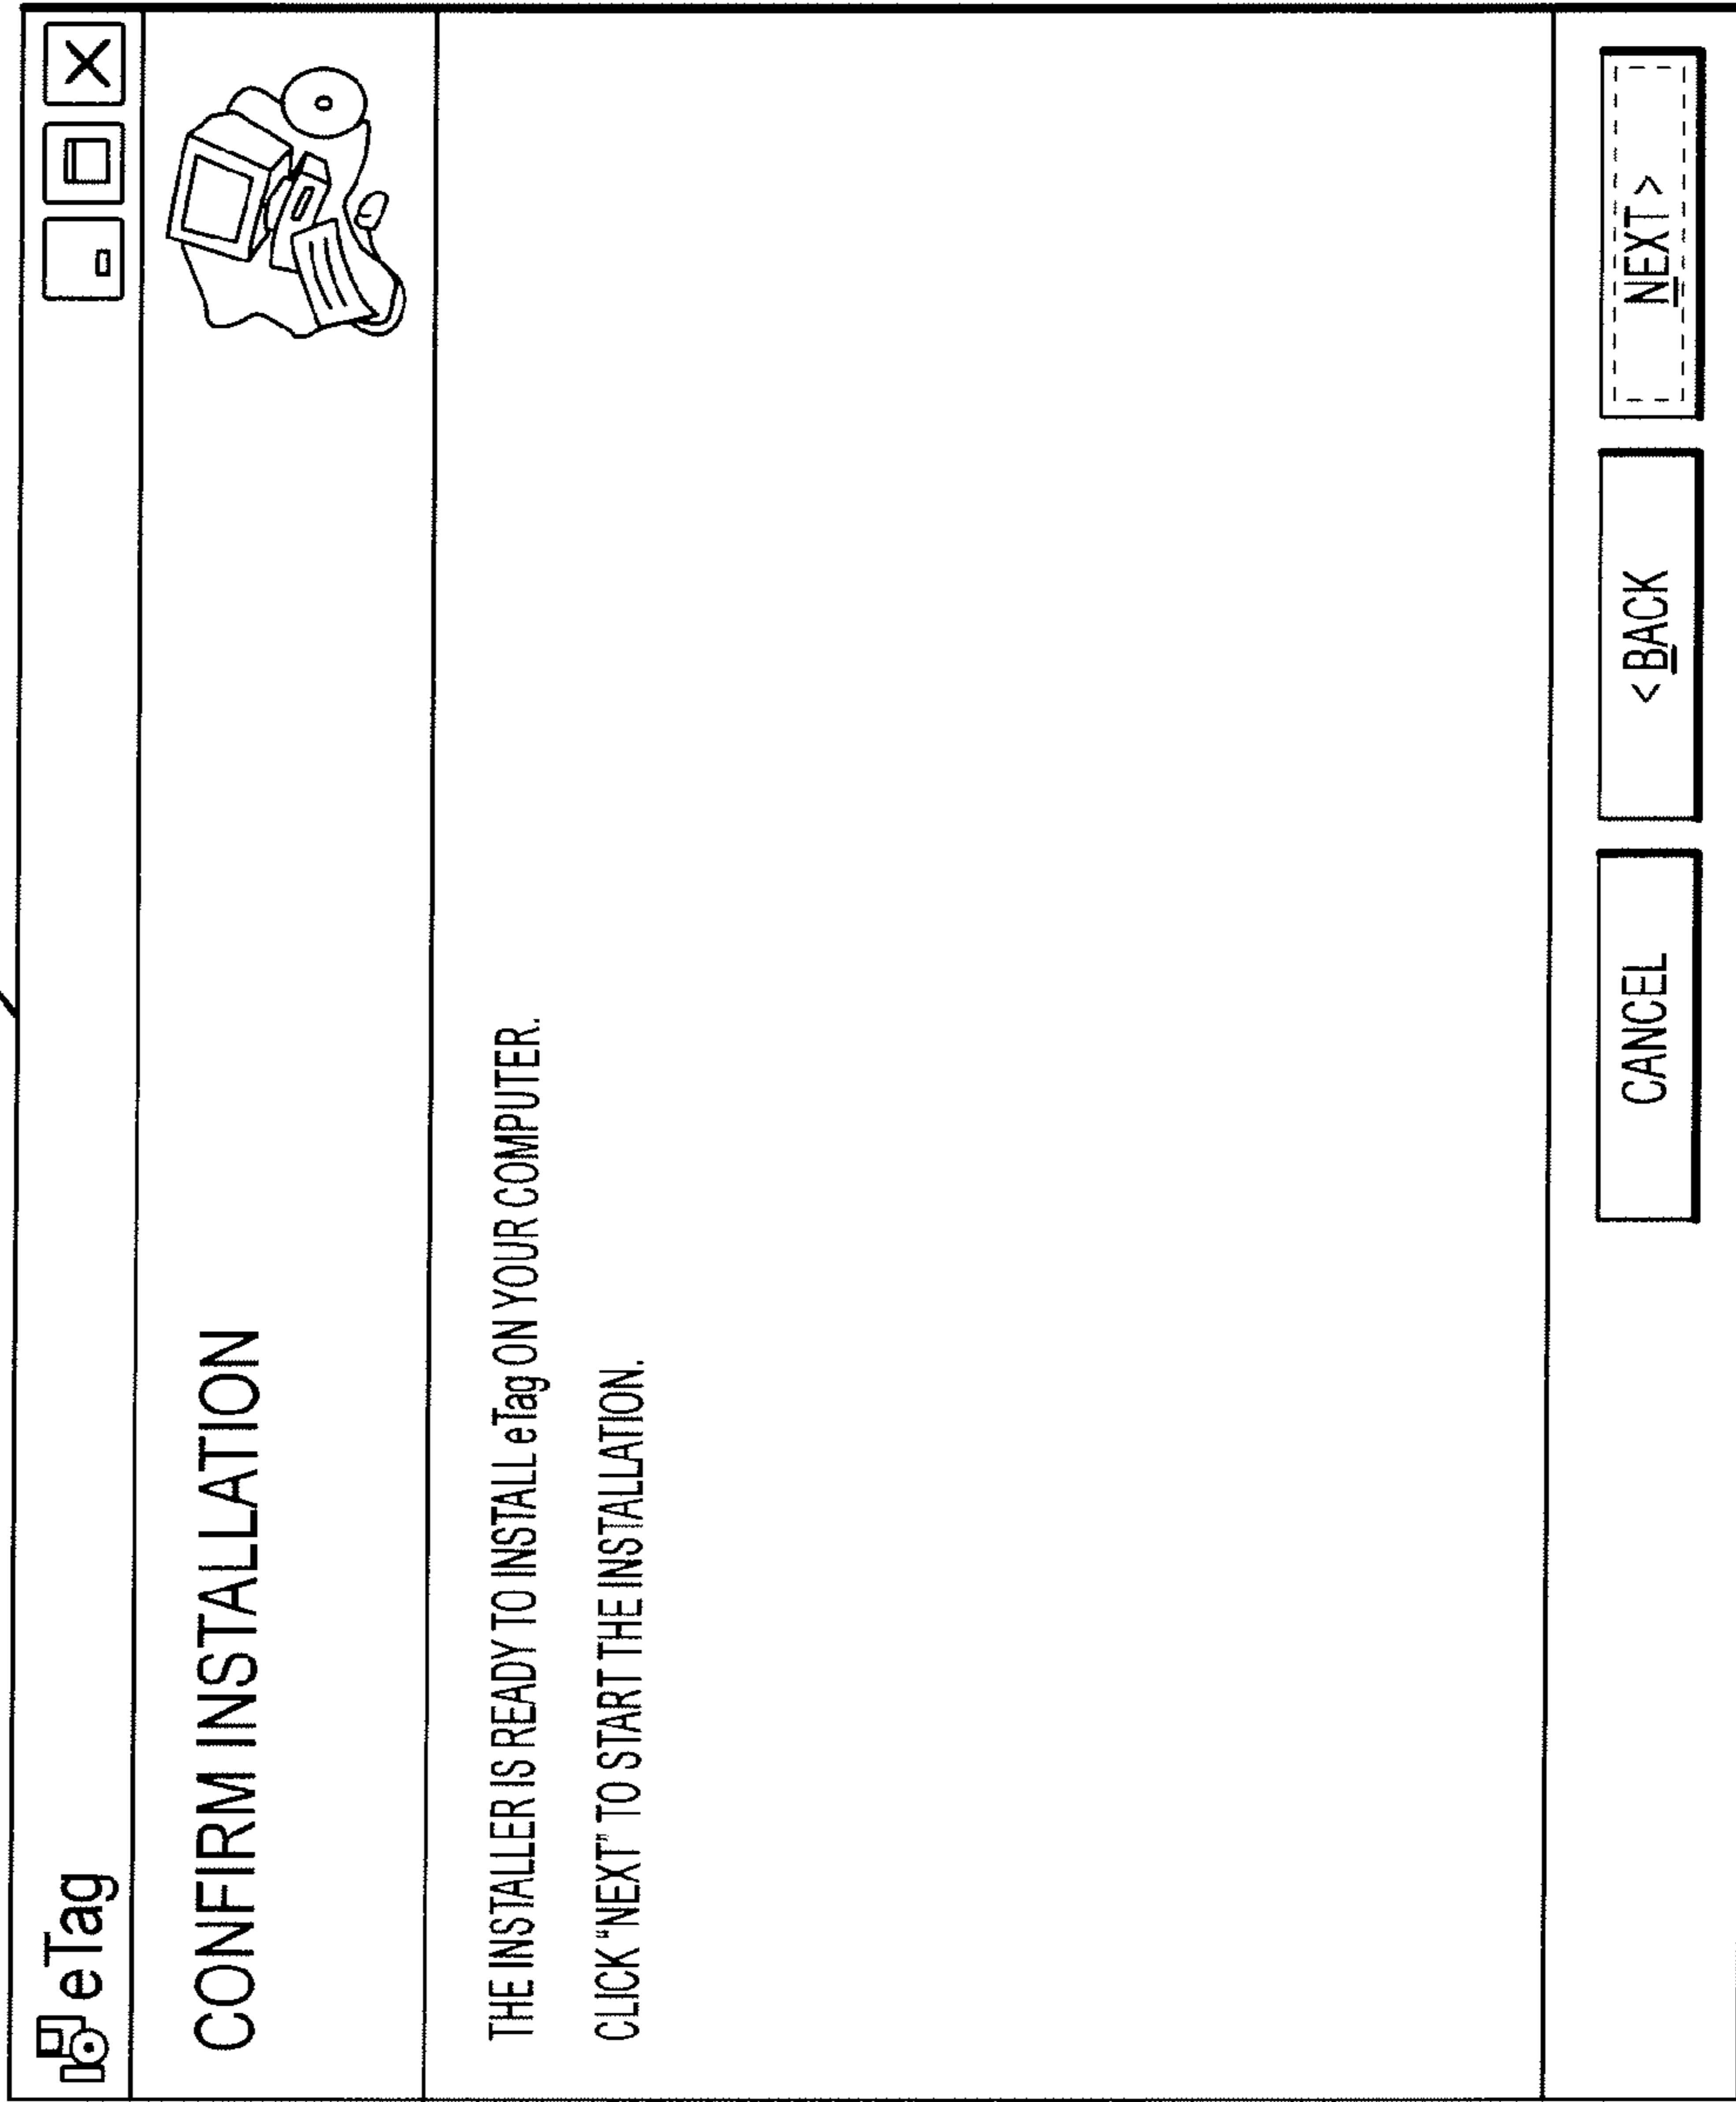 eTag
CONFIRM INSTALLATION
THE INSTALLER IS READY TO INSTALL eTag ON YOUR COMPUTER.
CLICK “NEXT” TO START THE INSTALLATION.
CANCEL
< BACK
NEXT >